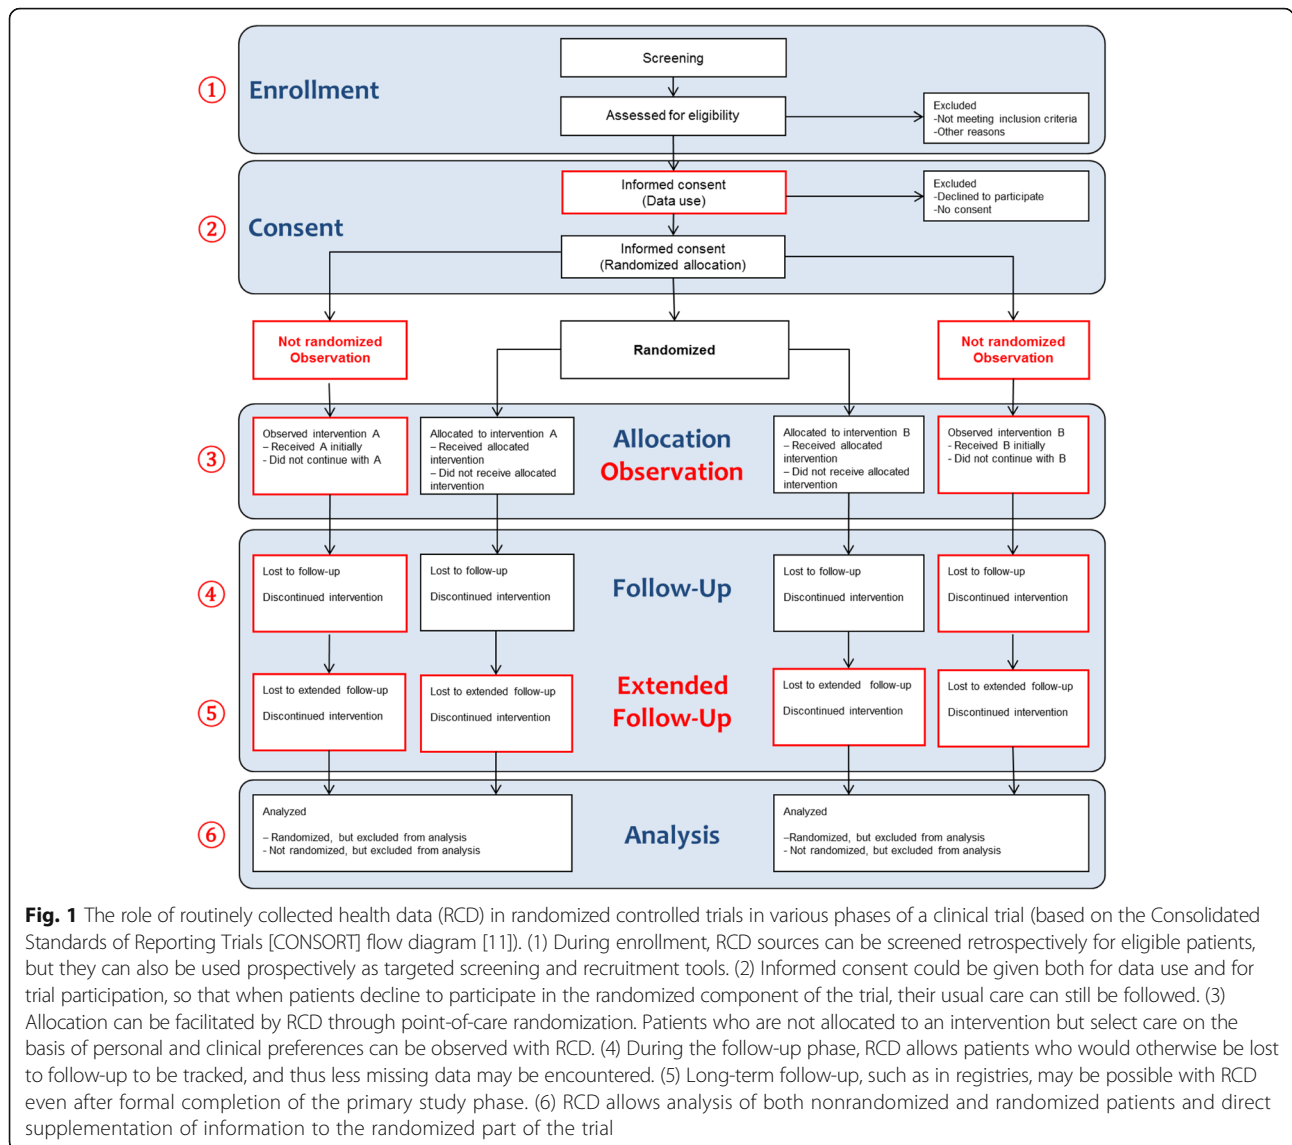 Screening
①
Enrollment
Assessed for eligibility
Excluded
-Not meeting inclusion criteria
-Other reasons
Informed consent
(Data use)
Excluded
-Declined to participate
-No consent
②
Consent
Informed consent
(Randomized allocation)
Not randomized
Observation
Randomized
Not randomized
Observation
③
Observed intervention A
– Received A initially
- Did not continue with A
Allocated to intervention A
– Received allocated
intervention
- Did not receive allocated
intervention
Allocation
Observation
Allocated to intervention B
– Received allocated
intervention
– Did not receive allocated
intervention
Observed intervention B
- Received B initially
- Did not continue with B
④
Lost to follow-up
Discontinued intervention
Lost to follow-up
Discontinued intervention
Follow-Up
Lost to follow-up
Discontinued intervention
Lost to follow-up
Discontinued intervention
⑤
Lost to extended follow-up
Discontinued intervention
Lost to extended follow-up
Discontinued intervention
Extended
Follow-Up
Lost to extended follow-up
Discontinued intervention
Lost to extended follow-up
Discontinued intervention
⑥
Analyzed
– Randomized, but excluded from analysis
- Not randomized, but excluded from analysis
Analysis
Analyzed
–Randomized, but excluded from analysis
- Not randomized, but excluded from analysis
Fig. 1 The role of routinely collected health data (RCD) in randomized controlled trials in various phases of a clinical trial (based on the Consolidated
Standards of Reporting Trials [CONSORT] flow diagram [11]). (1) During enrollment, RCD sources can be screened retrospectively for eligible patients,
but they can also be used prospectively as targeted screening and recruitment tools. (2) Informed consent could be given both for data use and for
trial participation, so that when patients decline to participate in the randomized component of the trial, their usual care can still be followed. (3)
Allocation can be facilitated by RCD through point-of-care randomization. Patients who are not allocated to an intervention but select care on the
basis of personal and clinical preferences can be observed with RCD. (4) During the follow-up phase, RCD allows patients who would otherwise be lost
to follow-up to be tracked, and thus less missing data may be encountered. (5) Long-term follow-up, such as in registries, may be possible with RCD
even after formal completion of the primary study phase. (6) RCD allows analysis of both nonrandomized and randomized patients and direct
supplementation of information to the randomized part of the trial